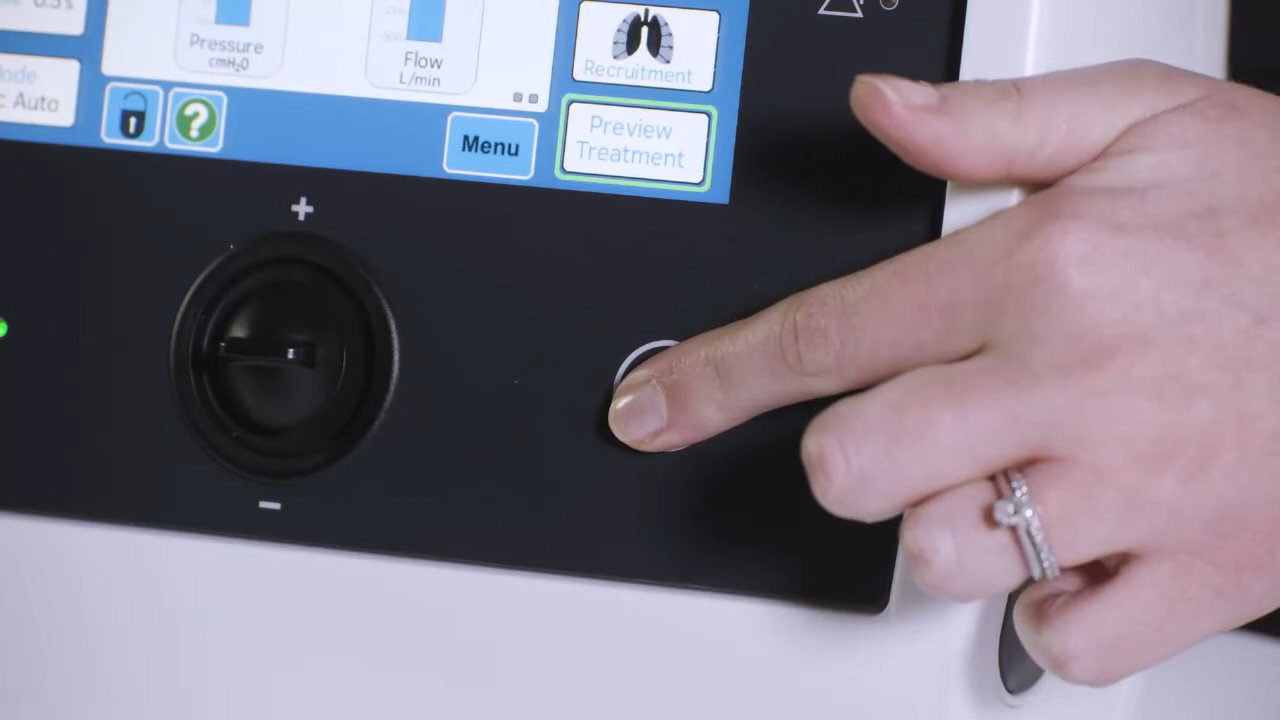 Pressure
cmH₂O
Flow
L/min
Recruitment
Auto
?
Menu
Preview
Treatment
+
−